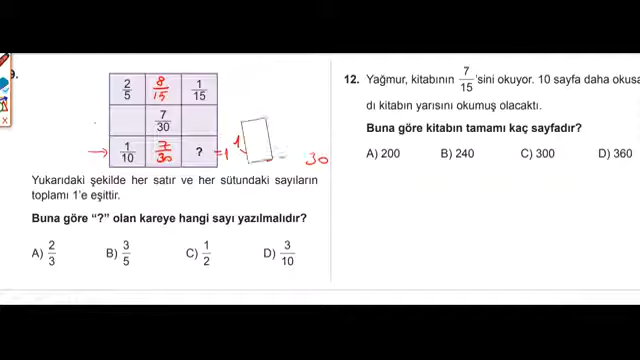 9.
2/5 8/15 1/15
7/30
1/10 7/30 ? =1
1
30
Yukarıdaki şekilde her satır ve her sütundaki sayıların
toplamı 1'e eşittir.
Buna göre "?" olan kareye hangi sayı yazılmalıdır?
A) 2/3 B) 3/5 C) 1/2 D) 3/10
12. Yağmur, kitabının 7/15 'sini okuyor. 10 sayfa daha okusa
dı kitabın yarısını okumuş olacaktı.
Buna göre kitabın tamamı kaç sayfadır?
A) 200 B) 240 C) 300 D) 360